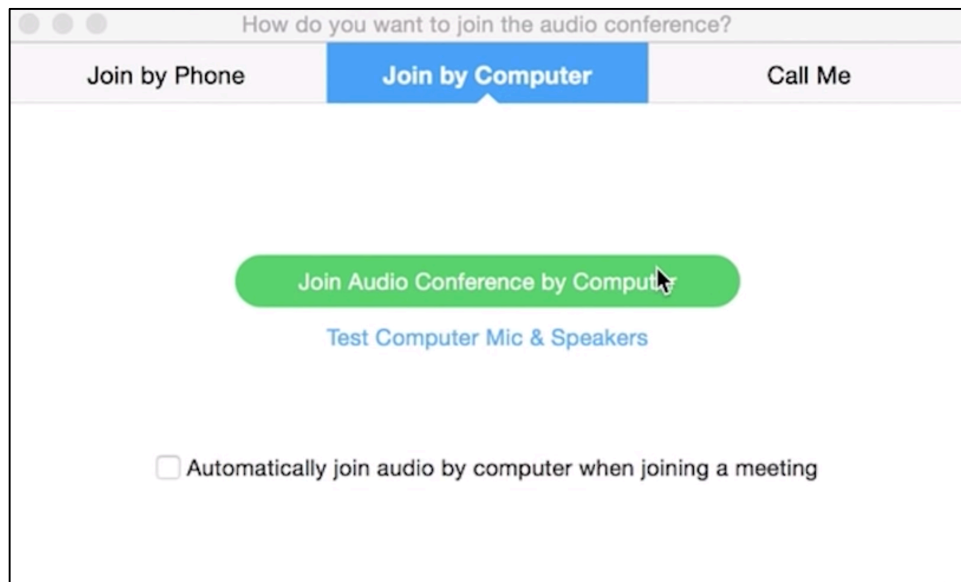 How do you want to join the audio conference?
Join by Phone
Join by Computer
Call Me
Join Audio Conference by Computer
Test Computer Mic & Speakers
Automatically join audio by computer when joining a meeting